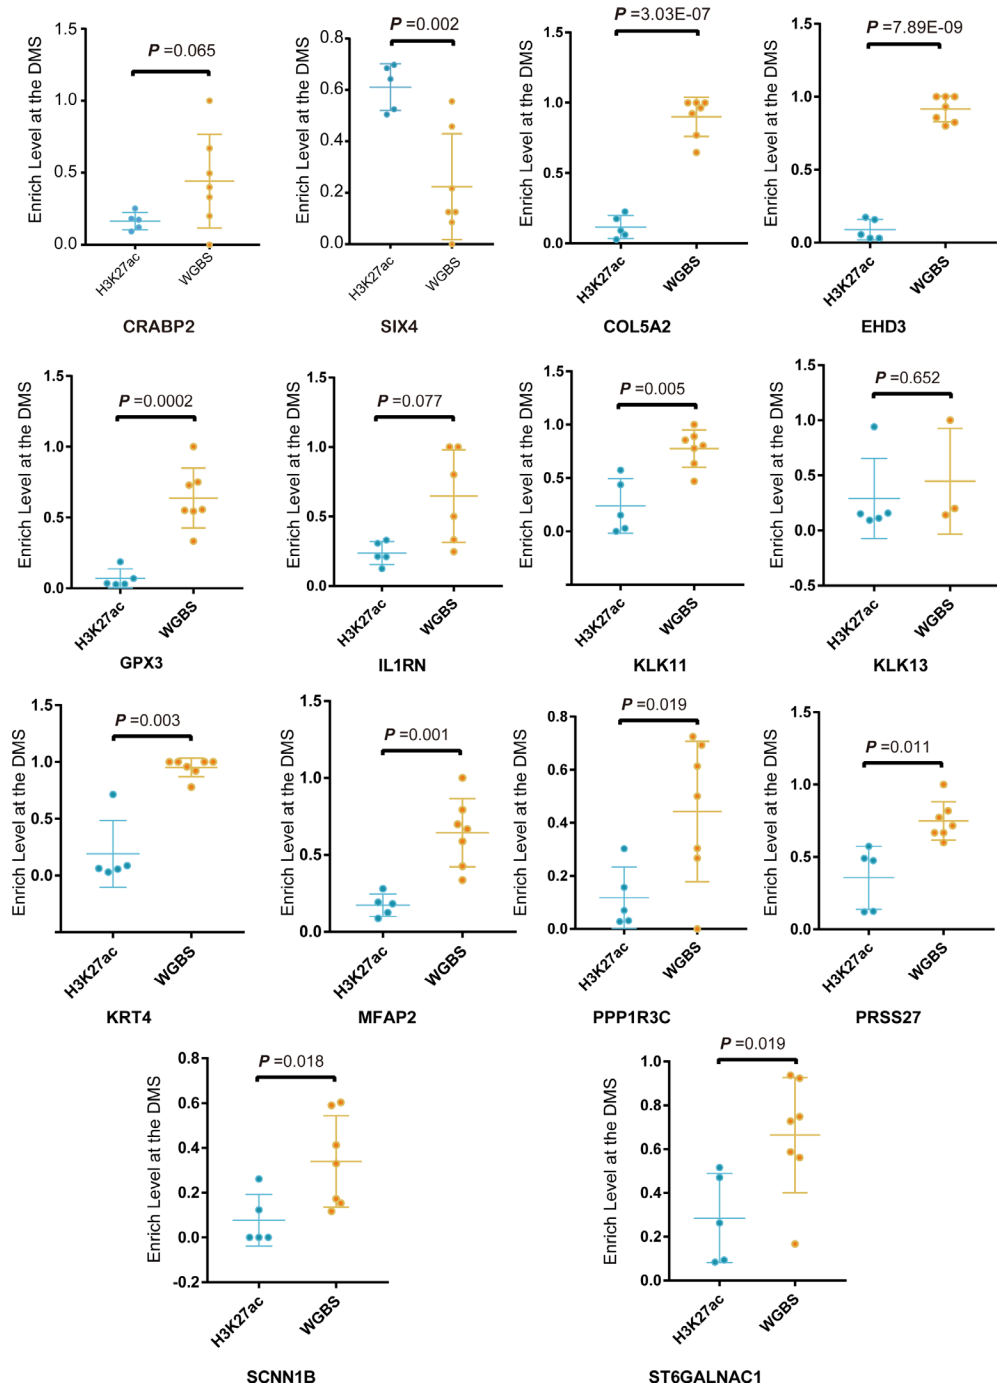 P =0.065
Enrich Level at the DMS
1.5
1.0
0.5
0.0
H3K27ac
WGBS
CRABP2
P =0.002
Enrich Level at the DMS
0.8
0.6
0.4
0.2
0.0
H3K27ac
WGBS
SIX4
P =3.03E-07
Enrich Level at the DMS
1.5
1.0
0.5
0.0
H3K27ac
WGBS
COL5A2
P =7.89E-09
Enrich Level at the DMS
1.5
1.0
0.5
0.0
H3K27ac
WGBS
EHD3
P =0.0002
Enrich Level at the DMS
1.5
1.0
0.5
0.0
H3K27ac
WGBS
GPX3
P =0.077
Enrich Level at the DMS
1.5
1.0
0.5
0.0
H3K27ac
WGBS
IL1RN
P =0.005
Enrich Level at the DMS
1.5
1.0
0.5
0.0
H3K27ac
WGBS
KLK11
P =0.652
Enrich Level at the DMS
1.5
1.0
0.5
0.0
-0.5
H3K27ac
WGBS
KLK13
P =0.003
Enrich Level at the DMS
1.5
1.0
0.5
0.0
H3K27ac
WGBS
KRT4
P =0.001
Enrich Level at the DMS
1.5
1.0
0.5
0.0
H3K27ac
WGBS
MFAP2
P =0.019
Enrich Level at the DMS
0.8
0.6
0.4
0.2
0.0
H3K27ac
WGBS
PPP1R3C
P =0.011
Enrich Level at the DMS
1.5
1.0
0.5
0.0
H3K27ac
WGBS
PRSS27
P =0.018
Enrich Level at the DMS
0.8
0.6
0.4
0.2
0.0
-0.2
H3K27ac
WGBS
SCNN1B
P =0.019
Enrich Level at the DMS
1.0
0.8
0.6
0.4
0.2
0.0
H3K27ac
WGBS
ST6GALNAC1